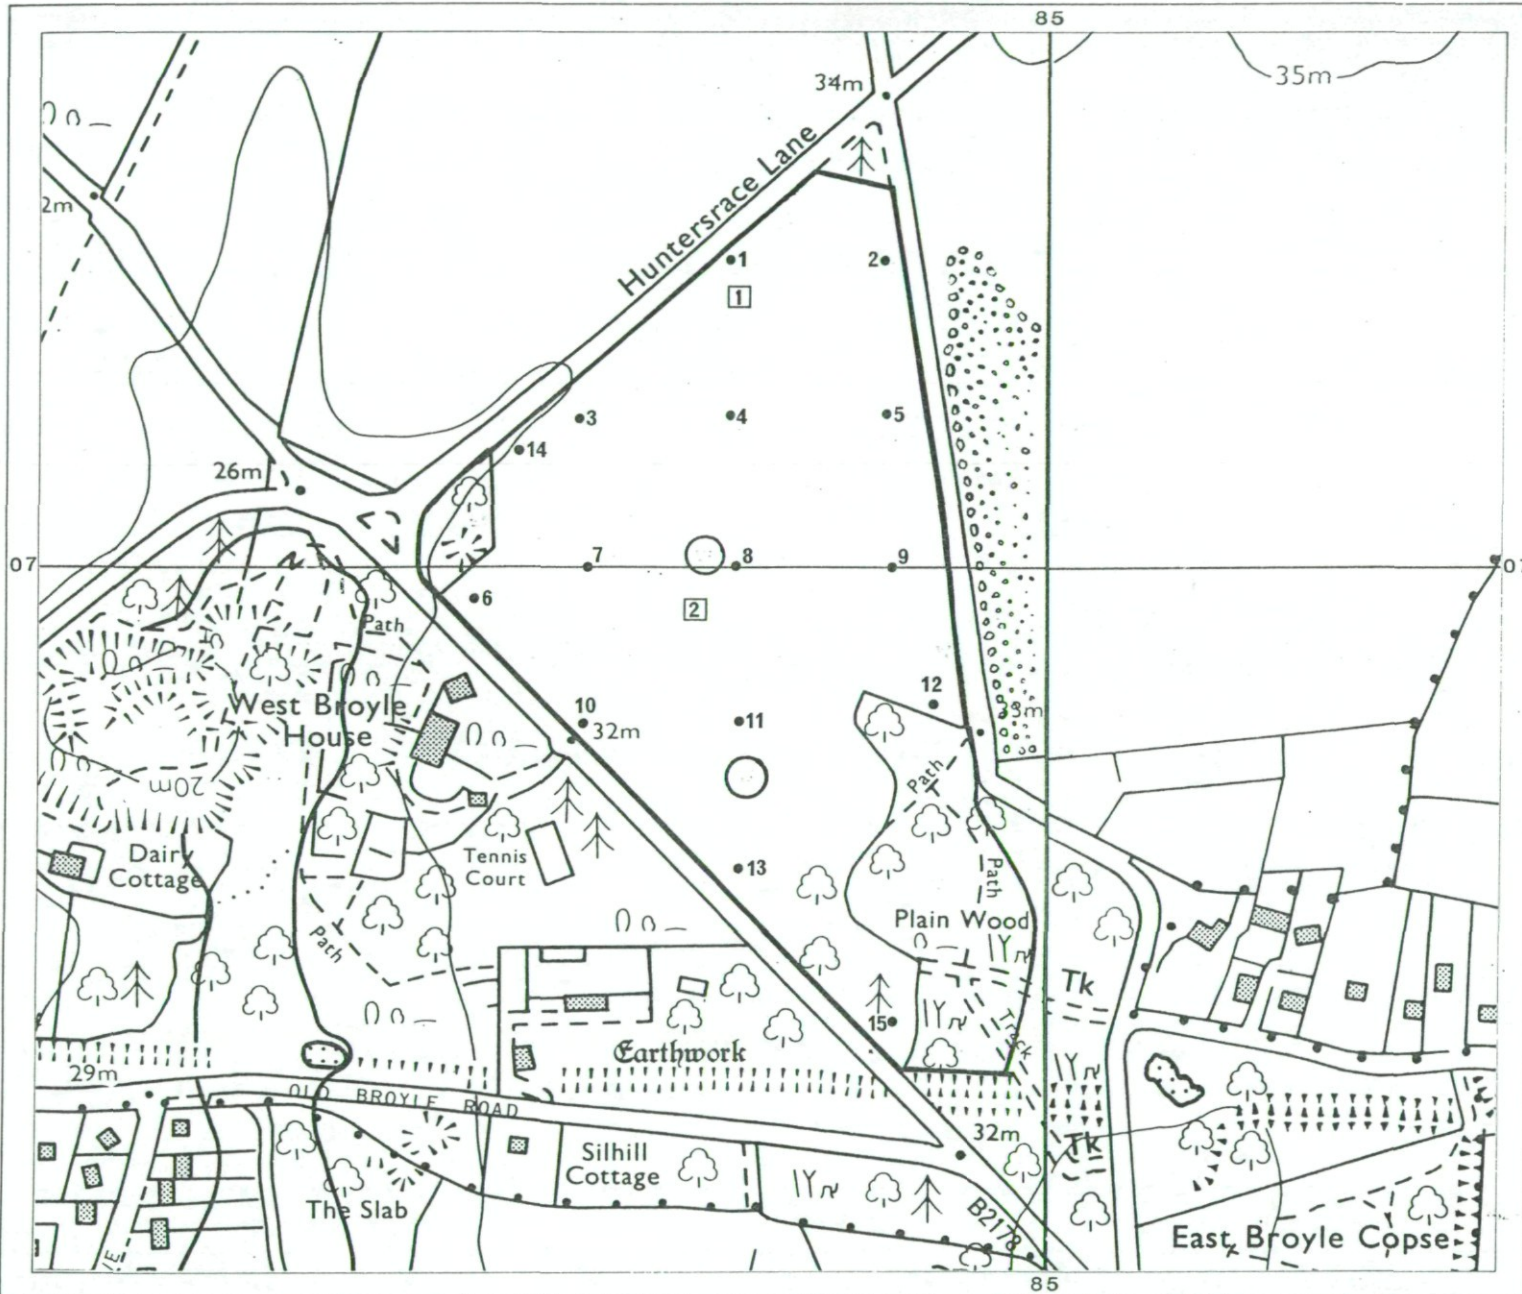 85
34m
35m
Huntersrace Lane
2m
1
2
1
3
4
5
14
26m
07
7
8
9
6
2
Path
12
West Broyle
House
10
32m
11
33m
20m
Path
Dairy
Cottage
Tennis
Court
13
Path
Plain Wood
Path
Tk
15
Track
Earthwork
29m
OLD BROYLE ROAD
32m
Tk
Silhill
Cottage
The Slab
B2178
East Broyle Copse
85